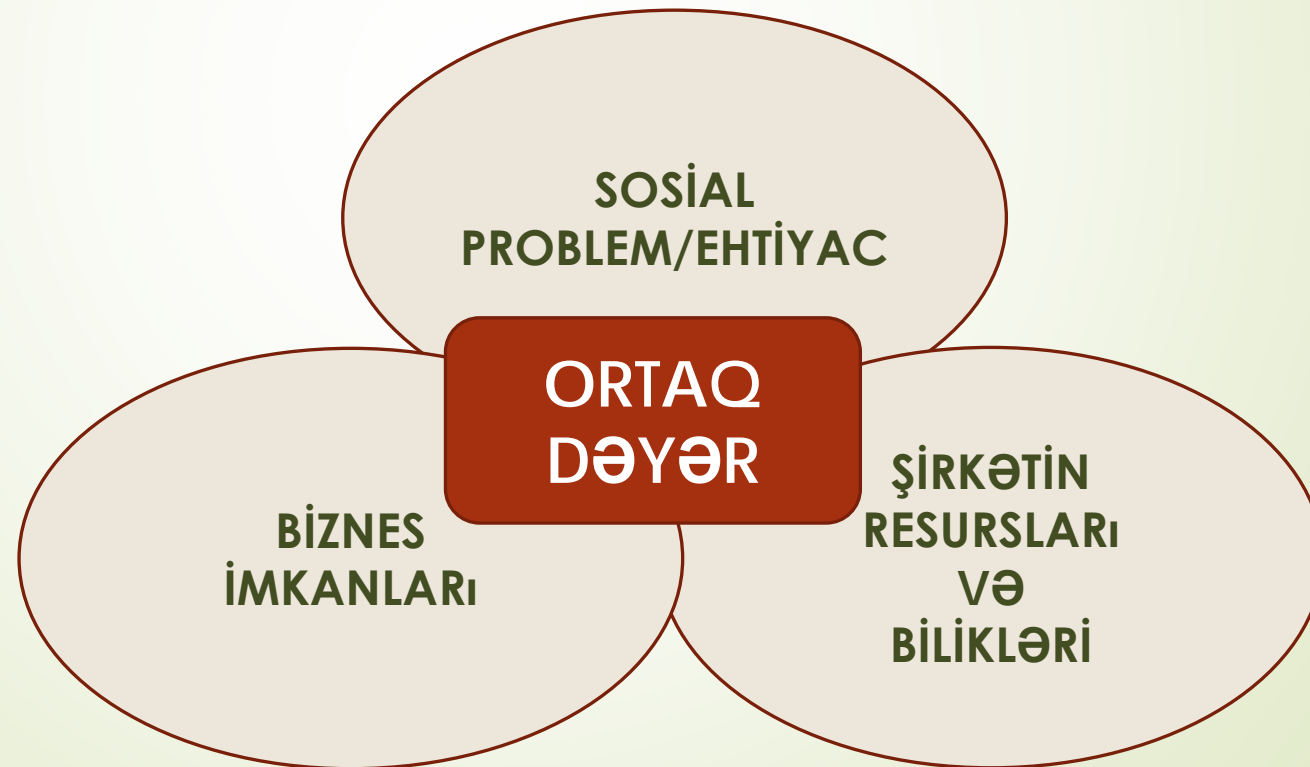 SOSİAL
PROBLEM/EHTİYAC
ORTAQ
DƏYƏR
BİZNES
İMKANLARı
ŞİRKƏTİN
RESURSLARı
VƏ
BİLİKLƏRİ